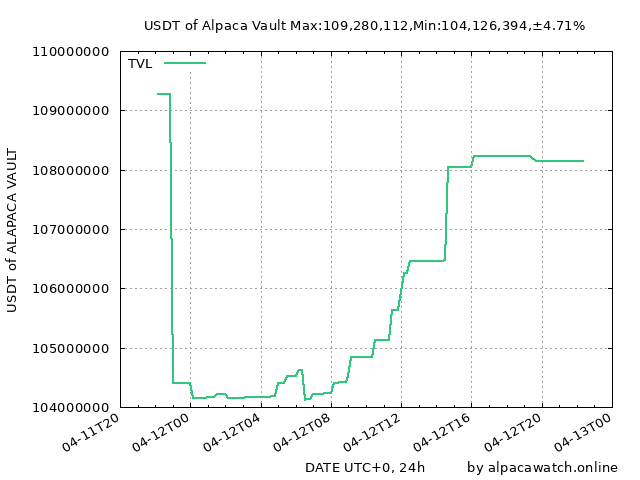 USDT of Alpaca Vault Max:109,280,112,Min:104,126,394,±4.71%
TVL
110000000
109000000
108000000
107000000
106000000
105000000
104000000
USDT of ALAPACA VAULT
04-11T20
04-12T00
04-12T04
04-12T08
04-12T12
04-12T16
04-12T20
04-13T00
DATE UTC+0, 24h
by alpacawatch.online